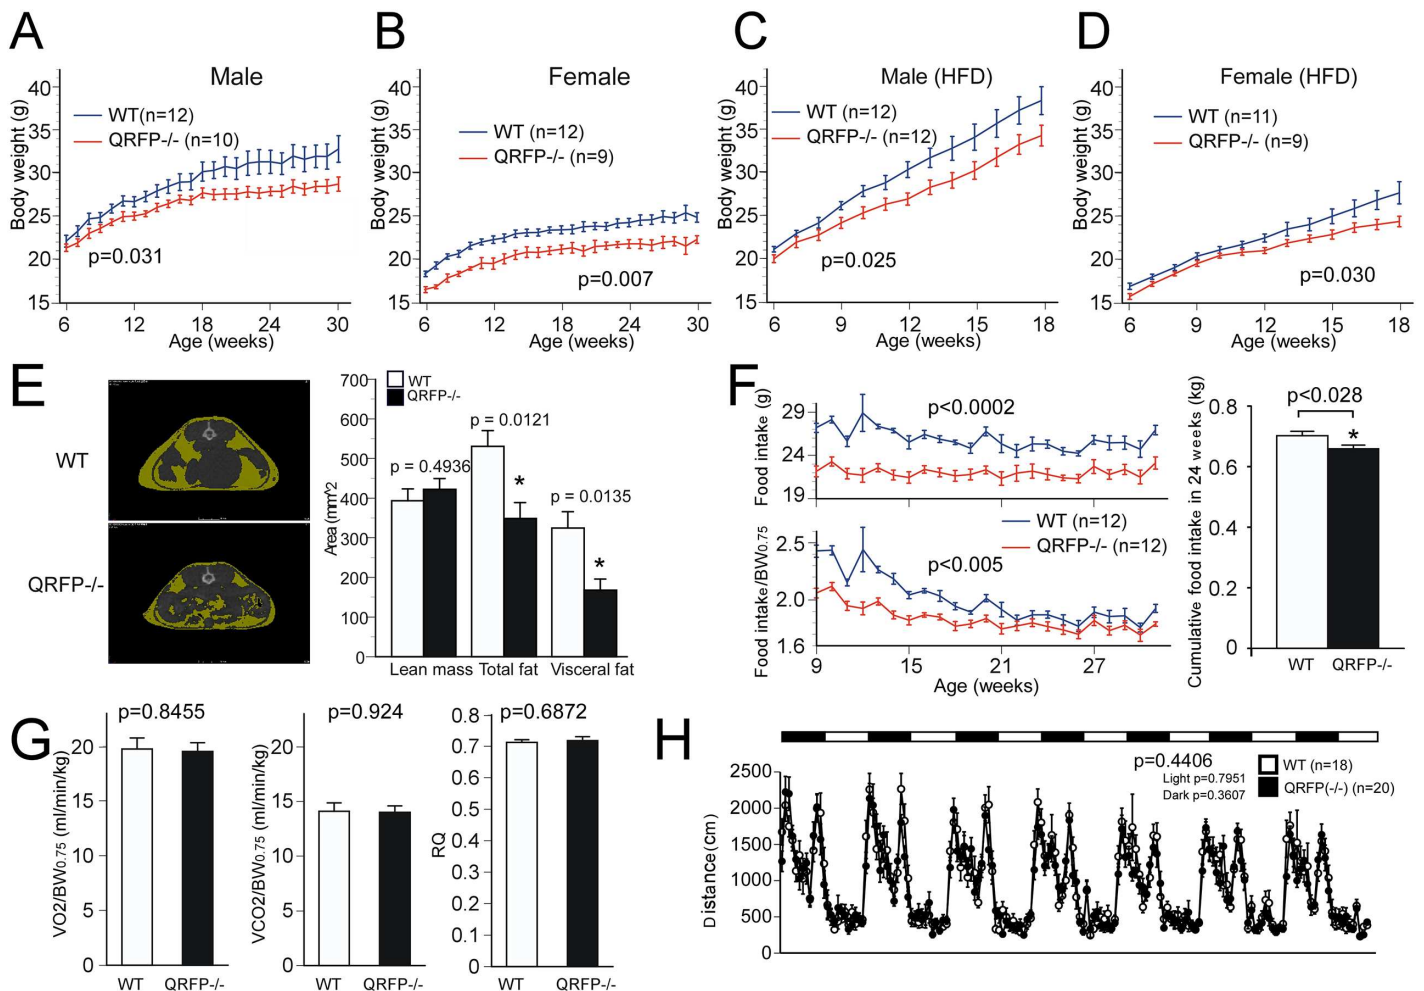 A
Male
Body weight (g)
40
35
30
25
20
15
WT(n=12)
QRFP-/- (n=10)
p=0.031
6 12 18 24 30
Age (weeks)
B
Female
Body weight (g)
40
35
30
25
20
15
WT (n=12)
QRFP-/- (n=9)
p=0.007
6 12 18 24 30
Age (weeks)
C
Male (HFD)
Body weight (g)
40
35
30
25
20
15
WT (n=12)
QRFP-/- (n=12)
p=0.025
6 9 12 15 18
Age (weeks)
D
Female (HFD)
Body weight (g)
40
35
30
25
20
15
WT (n=11)
QRFP-/- (n=9)
p=0.030
6 9 12 15 18
Age (weeks)
E
WT
QRFP-/-
Area (mm^2
700
600
500
400
300
200
100
0
WT
QRFP-/-
p = 0.4936
p = 0.0121
*
p = 0.0135
*
Lean mass Total fat Visceral fat
F
Food intake (g)
29
24
19
p<0.0002
Food intake/BW0.75
2.5
2.0
1.6
WT (n=12)
QRFP-/- (n=12)
p<0.005
9 15 21 27
Age (weeks)
Cumulative food intake in 24 weeks (kg)
0.8
0.6
0.4
0.2
0
p<0.028
*
WT QRFP-/-
G
p=0.8455
VO2/BW0.75 (ml/min/kg)
20
15
10
5
0
WT QRFP-/-
p=0.924
VCO2/BW0.75 (ml/min/kg)
20
15
10
5
0
WT QRFP-/-
p=0.6872
RQ
0.8
0.7
0.6
0.5
0.4
0.3
0.2
0.1
0
WT QRFP-/-
H
p=0.4406
Light p=0.7951
Dark p=0.3607
WT (n=18)
QRFP(-/-) (n=20)
Distance(cm)
2500
2000
1500
1000
500
0